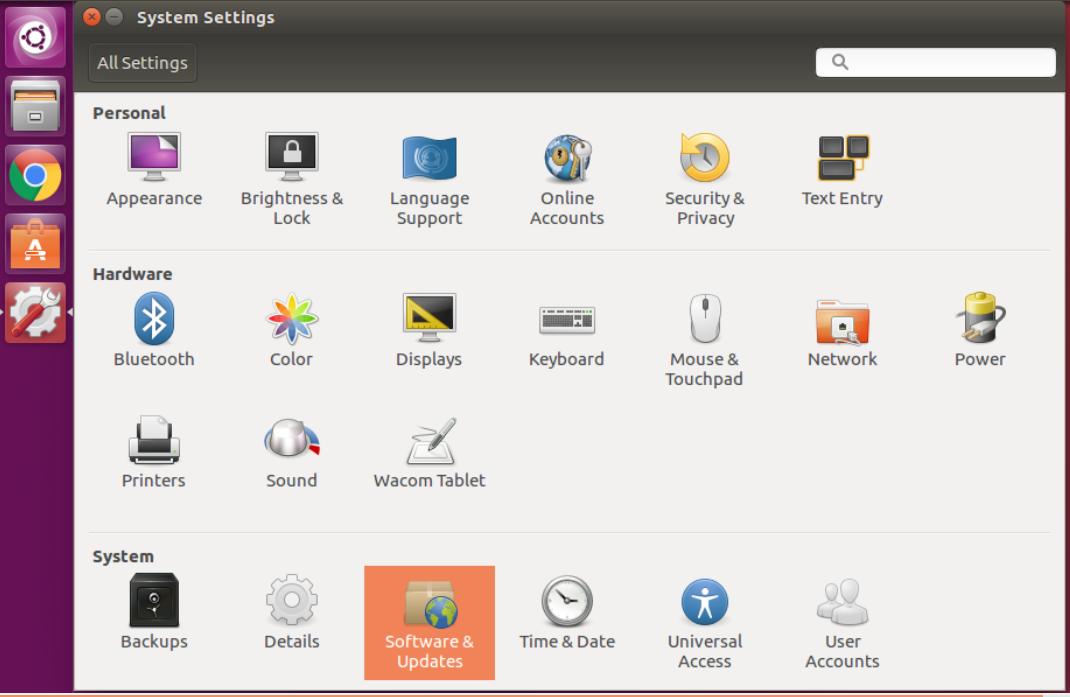 System Settings
All Settings
Personal
Appearance
Brightness &
Lock
Language
Support
Online
Accounts
Security &
Privacy
Text Entry
Hardware
Bluetooth
Color
Displays
Keyboard
Mouse &
Touchpad
Network
Power
Printers
Sound
Wacom Tablet
System
Backups
Details
Software &
Updates
Time & Date
Universal
Access
User
Accounts